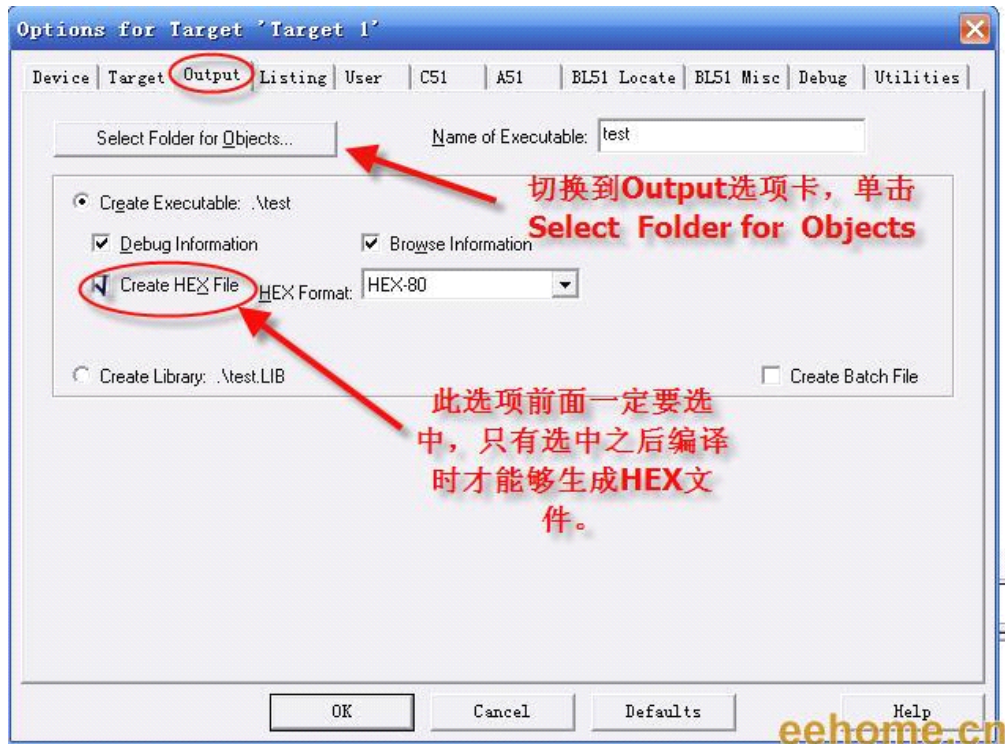 Options for Target 'Target 1'
Device Target Output Listing User C51 A51 BL51 Locate BL51 Misc Debug Utilities
Select Folder for Objects...
Name of Executable: test
切换到Output选项卡，单击
Select Folder for Objects
Create Executable: .\test
Debug Information
Browse Information
Create HEX File
HEX Format: HEX-80
Create Library: .\test.LIB
Create Batch File
此选项前面一定要选
中，只有选中之后编译
时才能够生成HEX文
件。
OK Cancel Defaults Help
eehome.cn